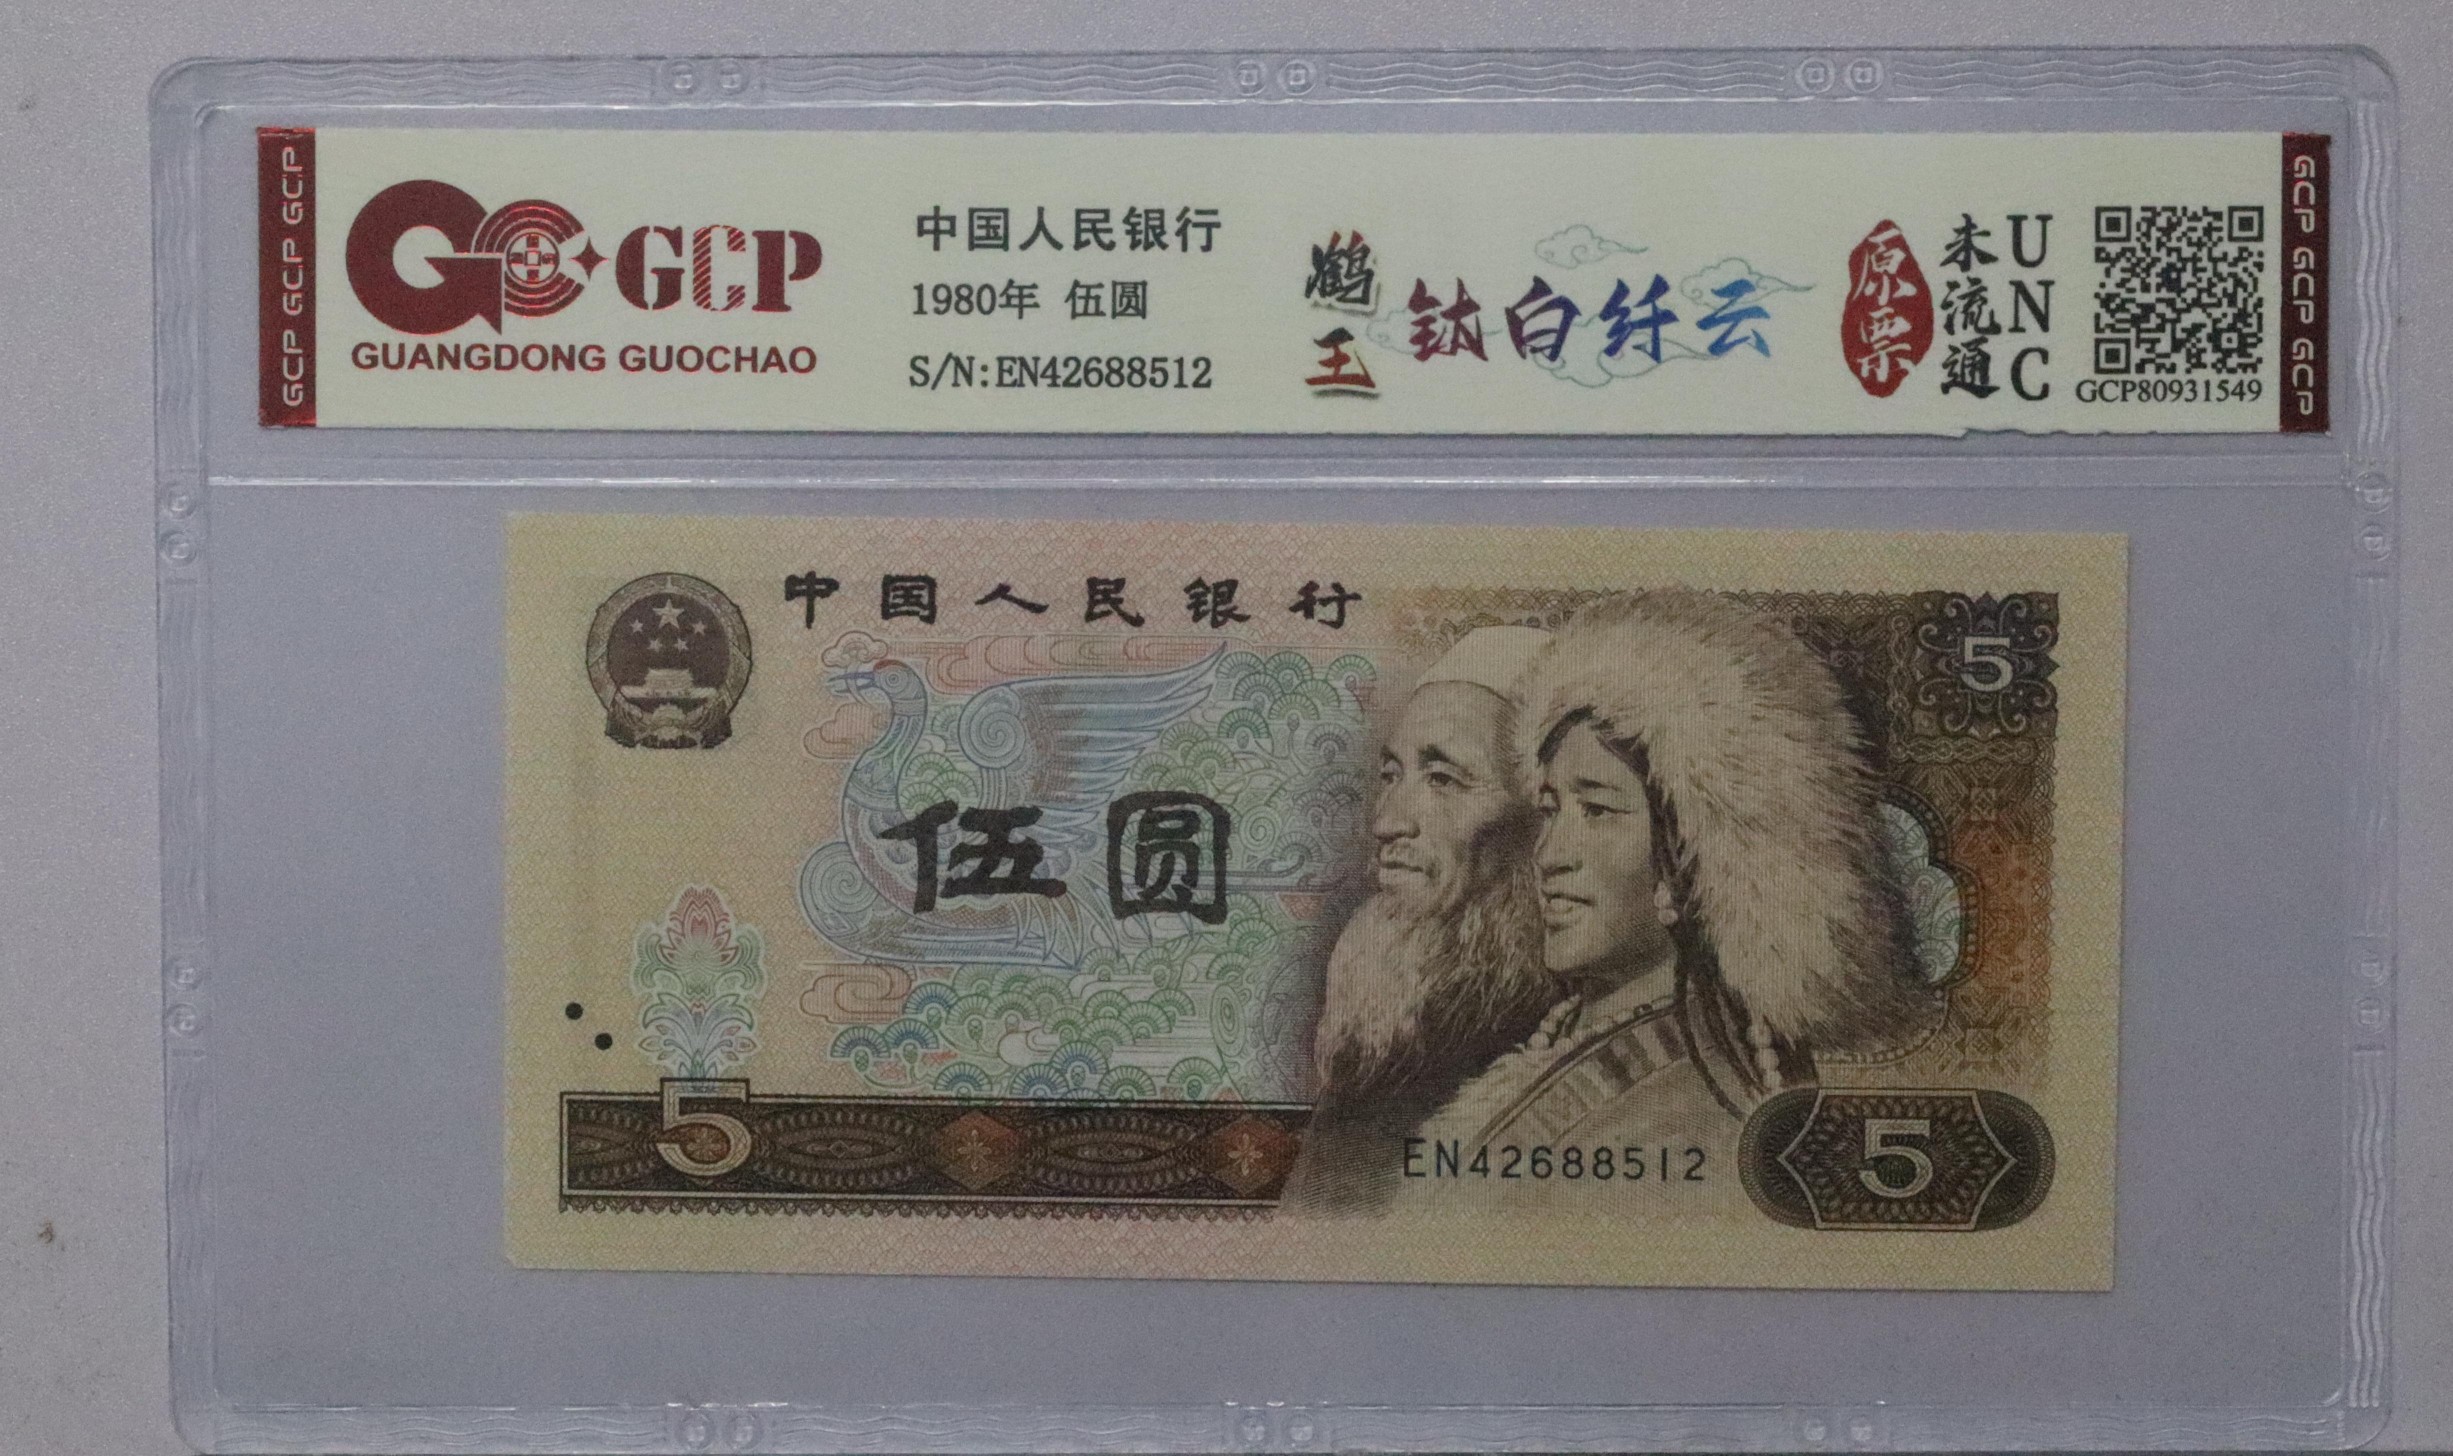 GCP GCP GCP
GCP
GUANGDONG GUOCHAO
中国人民银行
1980年 伍圆
S/N:EN42688512
鹤王
钛白纤云
原票
未流通
UNC
GCP80931549
GCP GCP GCP
中国人民银行
5
伍圆
5
EN42688512
5